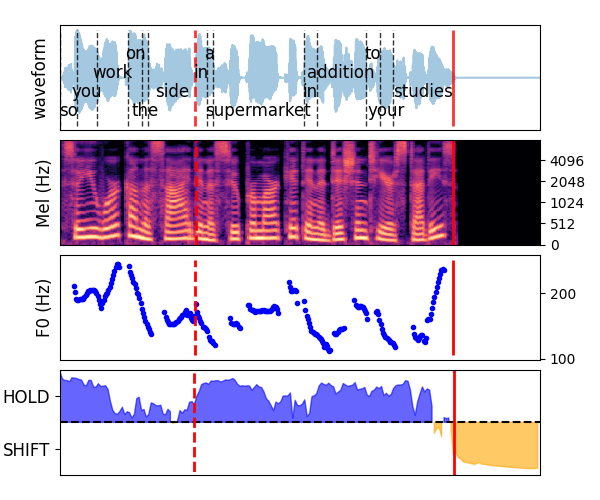 waveform
on a to
work in addition
you side in studies
so the supermarket your
Mel (Hz)
4096
2048
1024
512
0
F0 (Hz)
200
100
HOLD
SHIFT